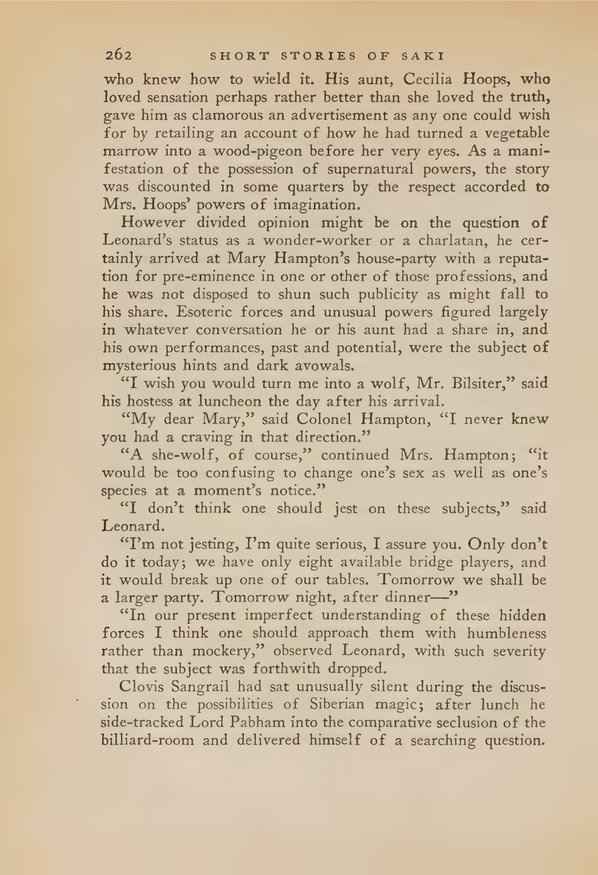 262 SHORT STORIES OF SAKI
who knew how to wield it. His aunt, Cecilia Hoops, who
loved sensation perhaps rather better than she loved the truth,
gave him as clamorous an advertisement as any one could wish
for by retailing an account of how he had turned a vegetable
marrow into a wood-pigeon before her very eyes. As a mani-
festation of the possession of supernatural powers, the story
was discounted in some quarters by the respect accorded to
Mrs. Hoops’ powers of imagination.
However divided opinion might be on the question of
Leonard’s status as a wonder-worker or a charlatan, he cer-
tainly arrived at Mary Hampton’s house-party with a reputa-
tion for pre-eminence in one or other of those professions, and
he was not disposed to shun such publicity as might fall to
his share. Esoteric forces and unusual powers figured largely
in whatever conversation he or his aunt had a share in, and
his own performances, past and potential, were the subject of
mysterious hints and dark avowals.
“I wish you would turn me into a wolf, Mr. Bilsiter,” said
his hostess at luncheon the day after his arrival.
“My dear Mary,” said Colonel Hampton, “I never knew
you had a craving in that direction.”
“A she-wolf, of course,” continued Mrs. Hampton; “it
would be too confusing to change one’s sex as well as one’s
species at a moment’s notice.”
“I don’t think one should jest on these subjects,” said
Leonard.
“I’m not jesting, I’m quite serious, I assure you. Only don’t
do it today; we have only eight available bridge players, and
it would break up one of our tables. Tomorrow we shall be
a larger party. Tomorrow night, after dinner—”
“In our present imperfect understanding of these hidden
forces I think one should approach them with humbleness
rather than mockery,” observed Leonard, with such severity
that the subject was forthwith dropped.
Clovis Sangrail had sat unusually silent during the discus-
sion on the possibilities of Siberian magic; after lunch he
side-tracked Lord Pabham into the comparative seclusion of the
billiard-room and delivered himself of a searching question.